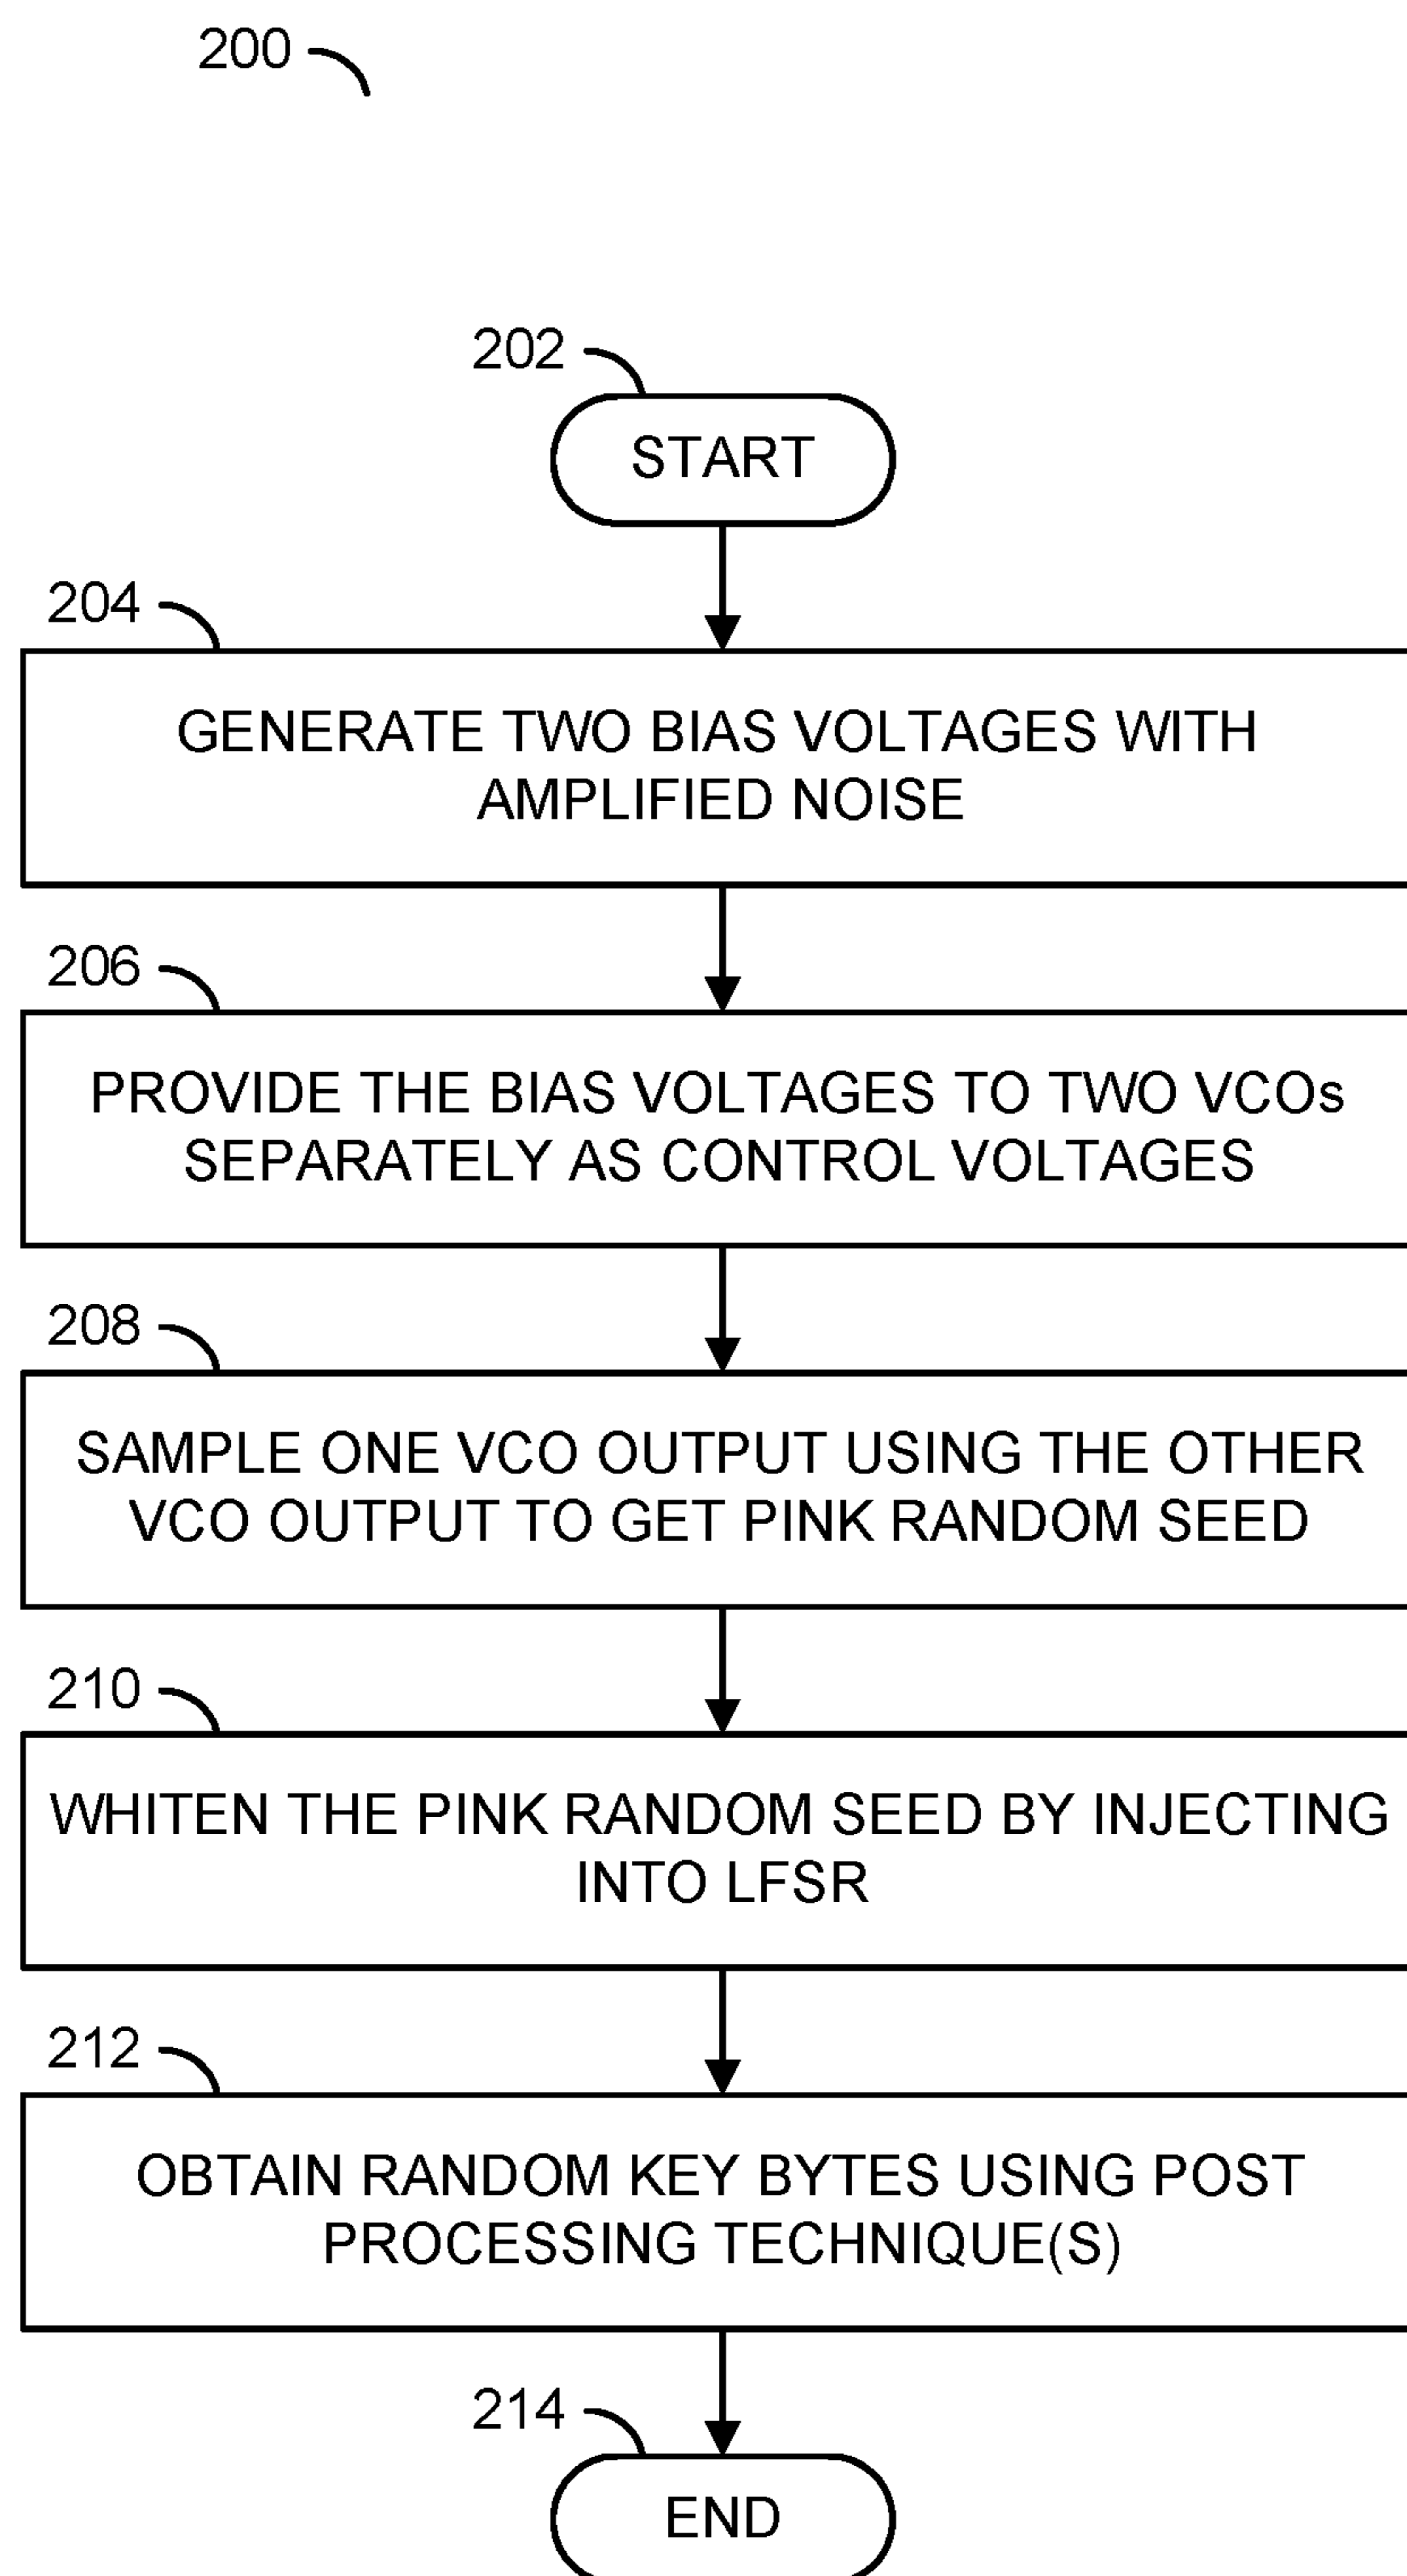 200
202
START
204
GENERATE TWO BIAS VOLTAGES WITH
AMPLIFIED NOISE
206
PROVIDE THE BIAS VOLTAGES TO TWO VCOs
SEPARATELY AS CONTROL VOLTAGES
208
SAMPLE ONE VCO OUTPUT USING THE OTHER
VCO OUTPUT TO GET PINK RANDOM SEED
210
WHITEN THE PINK RANDOM SEED BY INJECTING
INTO LFSR
212
OBTAIN RANDOM KEY BYTES USING POST
PROCESSING TECHNIQUE(S)
214
END